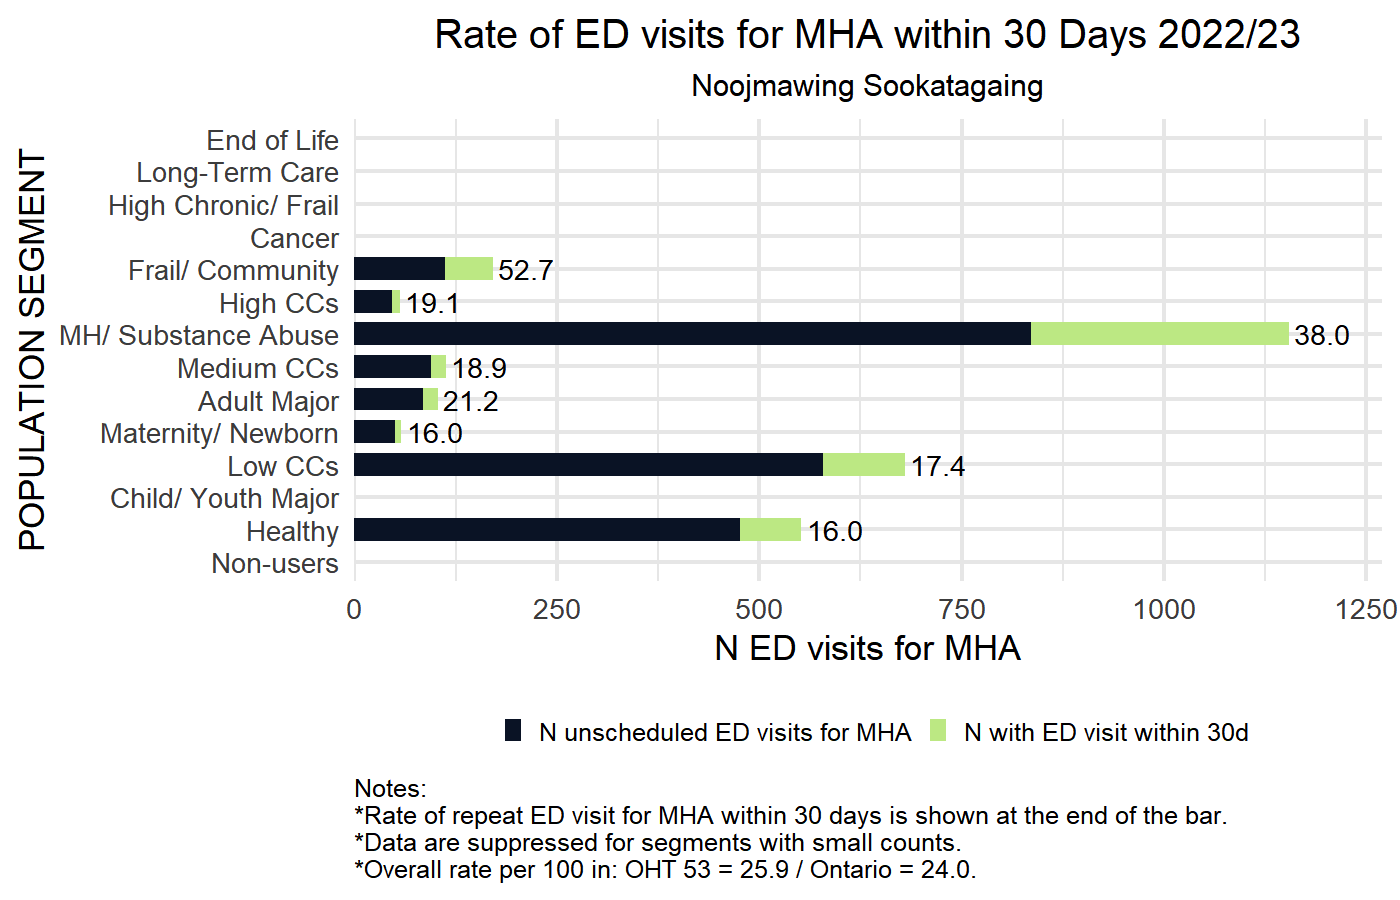 Rate of ED visits for MHA within 30 Days 2022/23
Noojmawing Sookatagaing
POPULATION SEGMENT
End of Life
Long-Term Care
High Chronic/ Frail
Cancer
Frail/ Community 52.7
High CCs 19.1
MH/ Substance Abuse 38.0
Medium CCs 18.9
Adult Major 21.2
Maternity/ Newborn 16.0
Low CCs 17.4
Child/ Youth Major
Healthy 16.0
Non-users
0 250 500 750 1000 1250
N ED visits for MHA
N unscheduled ED visits for MHA N with ED visit within 30d
Notes:
*Rate of repeat ED visit for MHA within 30 days is shown at the end of the bar.
*Data are suppressed for segments with small counts.
*Overall rate per 100 in: OHT 53 = 25.9 / Ontario = 24.0.